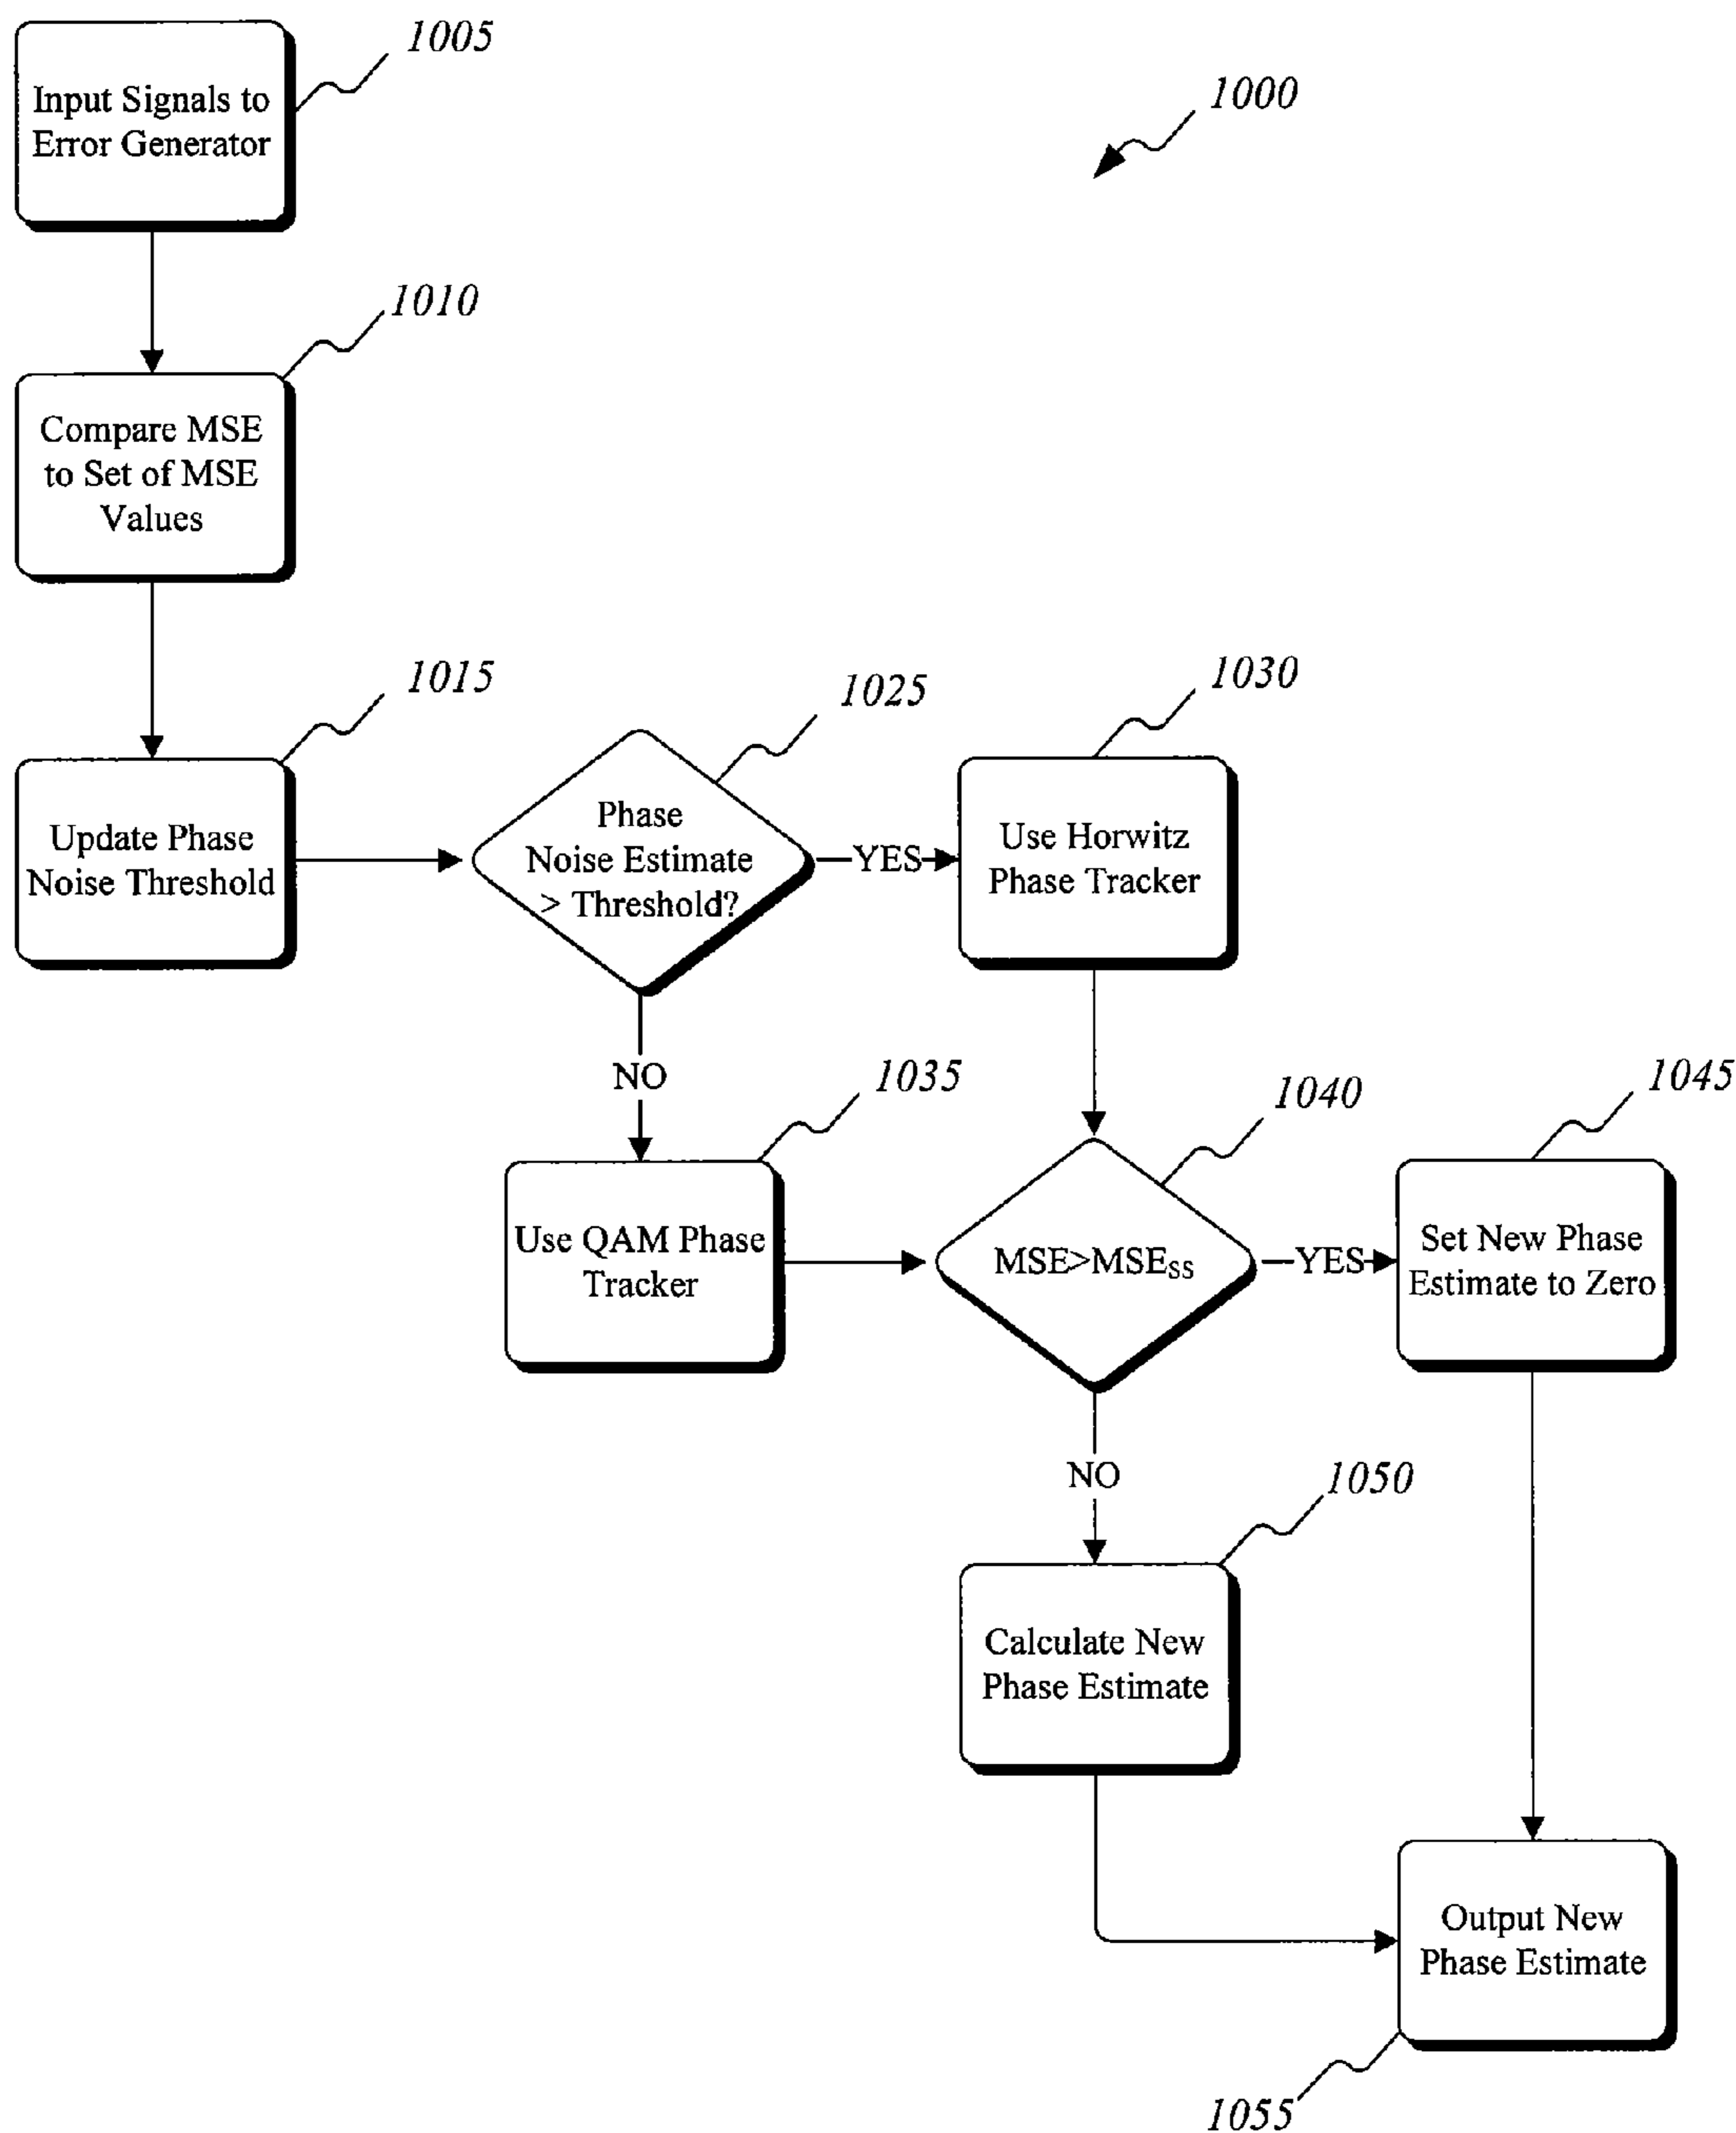 1005
Input Signals to
Error Generator
1000
1010
Compare MSE
to Set of MSE
Values
1015
Update Phase
Noise Threshold
1025
Phase
Noise Estimate
> Threshold?
YES
1030
Use Horwitz
Phase Tracker
NO
1035
Use QAM Phase
Tracker
1040
MSE>MSESS
YES
1045
Set New Phase
Estimate to Zero
NO
1050
Calculate New
Phase Estimate
Output New
Phase Estimate
1055